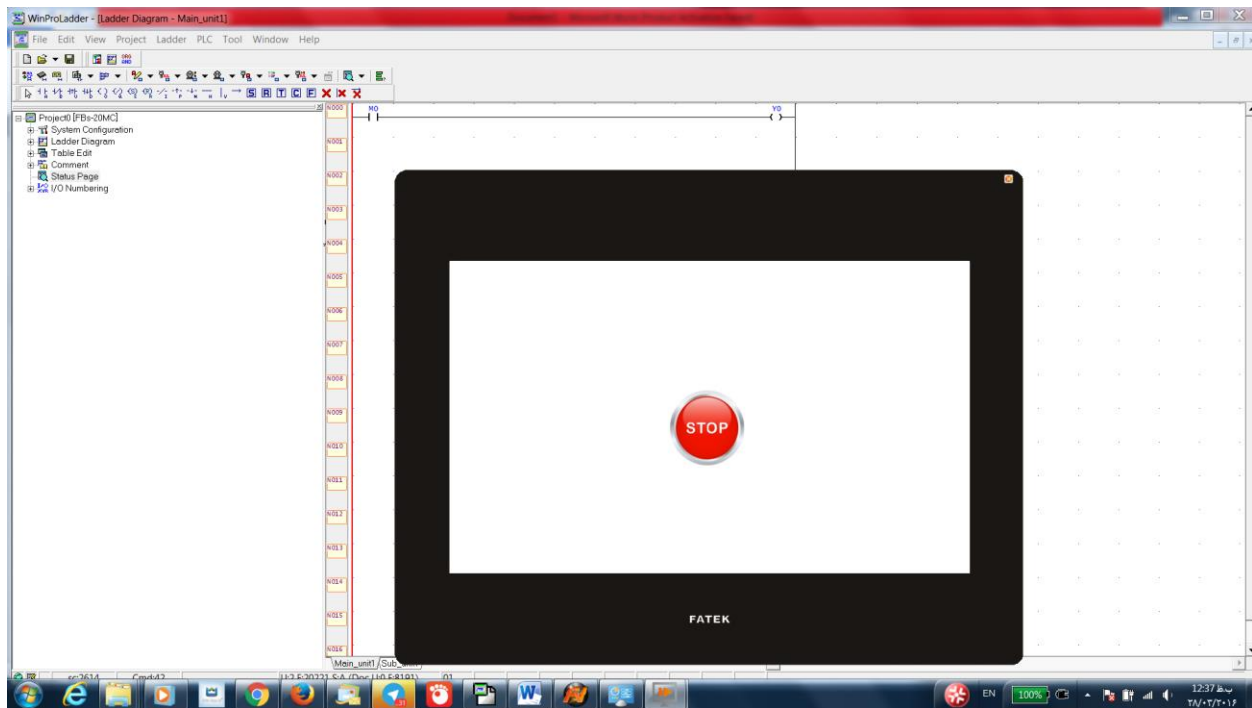 WinProLadder - [Ladder Diagram - Main_unit1]
File Edit View Project Ladder PLC Tool Window Help
S R T C F
Project0 [FBs-20MC]
System Configuration
Ladder Diagram
Table Edit
Comment
Status Page
I/O Numbering
N000 M0 Y0
N001
N002
N003
N004
N005
N006
N007
N008
N009
N010
N011
N012
N013
N014
N015
N016
STOP
FATEK
Main_unit1
EN 100% 12:37 ب.ظ